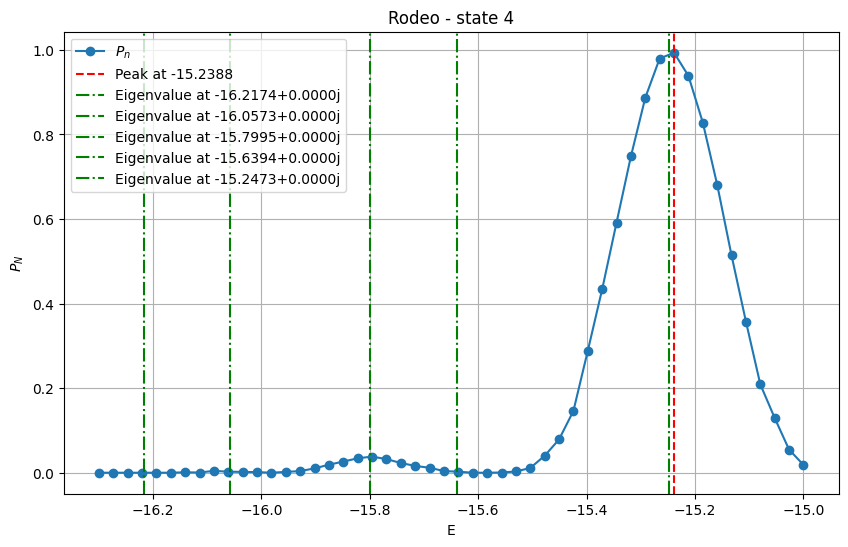 Rodeo - state 4
Pₙ
Peak at -15.2388
Eigenvalue at -16.2174+0.0000j
Eigenvalue at -16.0573+0.0000j
Eigenvalue at -15.7995+0.0000j
Eigenvalue at -15.6394+0.0000j
Eigenvalue at -15.2473+0.0000j
1.0
0.8
0.6
0.4
0.2
0.0
P_N
−16.2 −16.0 −15.8 −15.6 −15.4 −15.2 −15.0
E